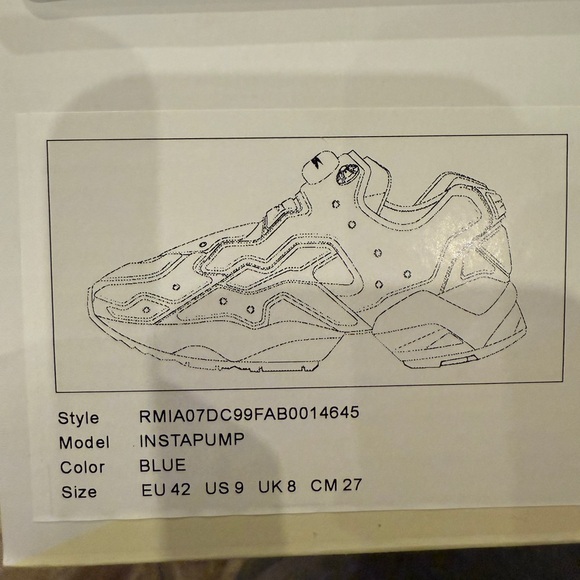 Style RMIA07DC99FAB0014645
Model INSTAPUMP
Color BLUE
Size EU 42 US 9 UK 8 CM 27